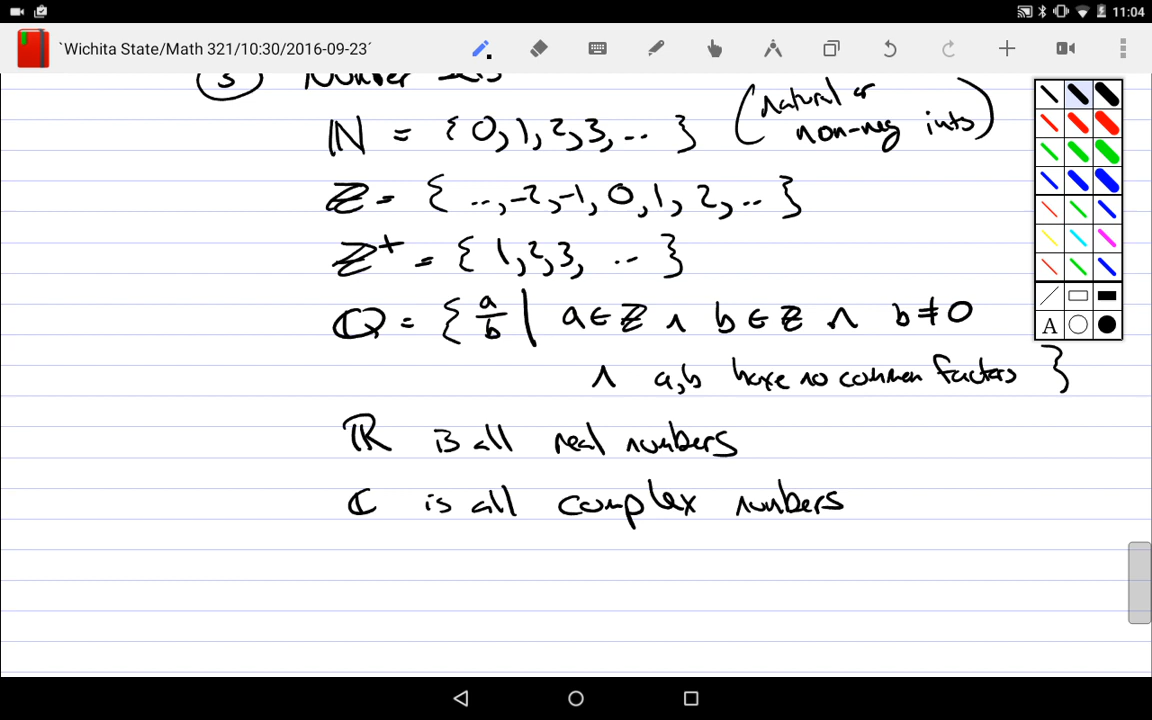 11:04
`Wichita State/Math 321/10:30/2016-09-23´
③ Number Sets
ℕ = { 0, 1, 2, 3, ... } (natural or non-neg ints)
ℤ = { ..., -2, -1, 0, 1, 2, ... }
ℤ⁺ = { 1, 2, 3, ... }
ℚ = { a/b | a ∈ ℤ ∧ b ∈ ℤ ∧ b ≠ 0
∧ a,b have no common factors }
ℝ is all real numbers
ℂ is all complex numbers
A